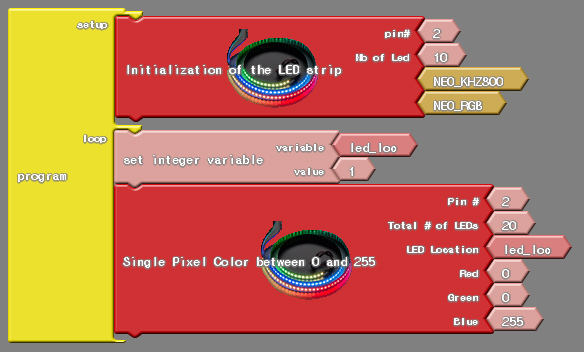 setup
pin# 2
Initialization of the LED strip
Nb of Led 10
NEO_KHZ800
NEO_RGB
loop
program
set integer variable
variable led_loc
value 1
Single Pixel Color between 0 and 255
Pin # 2
Total # of LEDs 20
LED Location led_loc
Red 0
Green 0
Blue 255